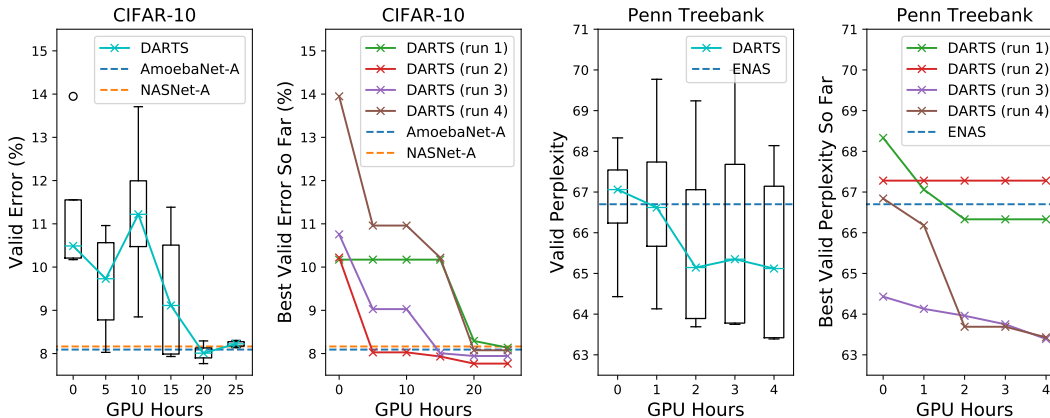 CIFAR-10
Valid Error (%)
15
14
13
12
11
10
9
8
DARTS
AmoebaNet-A
NASNet-A
0 5 10 15 20 25
GPU Hours
CIFAR-10
Best Valid Error So Far (%)
15
14
13
12
11
10
9
8
DARTS (run 1)
DARTS (run 2)
DARTS (run 3)
DARTS (run 4)
AmoebaNet-A
NASNet-A
0 10 20
GPU Hours
Penn Treebank
Valid Perplexity
71
70
69
68
67
66
65
64
63
DARTS
ENAS
0 1 2 3 4
GPU Hours
Penn Treebank
Best Valid Perplexity So Far
71
70
69
68
67
66
65
64
63
DARTS (run 1)
DARTS (run 2)
DARTS (run 3)
DARTS (run 4)
ENAS
0 1 2 3 4
GPU Hours